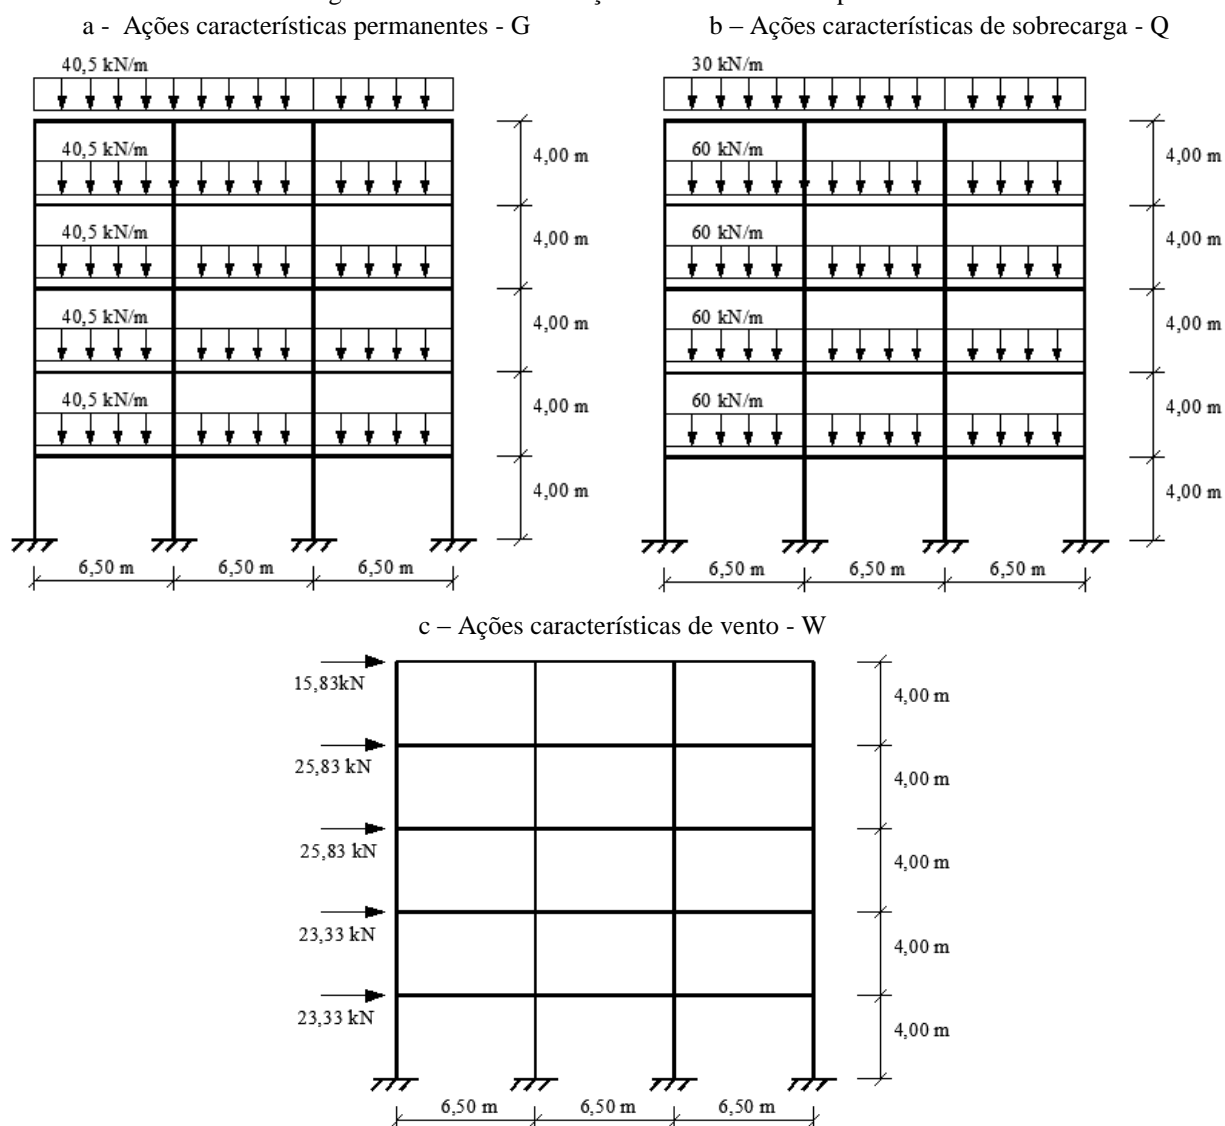 a - Ações características permanentes - G
b – Ações características de sobrecarga - Q
40,5 kN/m
40,5 kN/m
40,5 kN/m
40,5 kN/m
40,5 kN/m
4,00 m
4,00 m
4,00 m
4,00 m
4,00 m
6,50 m
6,50 m
6,50 m
30 kN/m
60 kN/m
60 kN/m
60 kN/m
60 kN/m
4,00 m
4,00 m
4,00 m
4,00 m
4,00 m
6,50 m
6,50 m
6,50 m
c – Ações características de vento - W
15,83kN
25,83 kN
25,83 kN
23,33 kN
23,33 kN
4,00 m
4,00 m
4,00 m
4,00 m
4,00 m
6,50 m
6,50 m
6,50 m